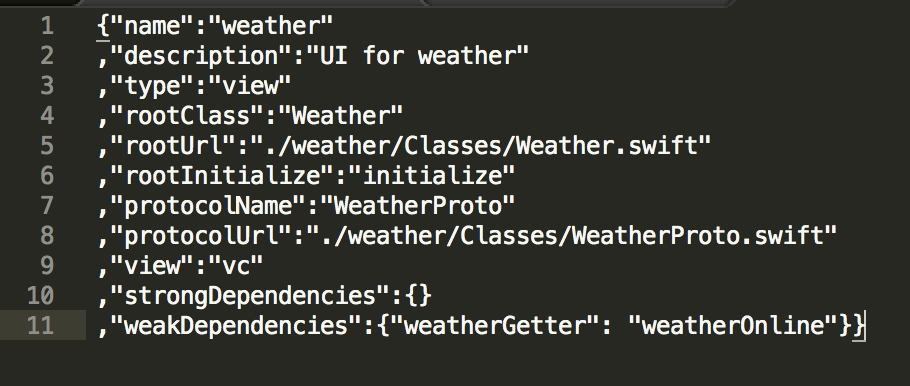 1 {"name":"weather"
2 ,"description":"UI for weather"
3 ,"type":"view"
4 ,"rootClass":"Weather"
5 ,"rootUrl":"./weather/Classes/Weather.swift"
6 ,"rootInitialize":"initialize"
7 ,"protocolName":"WeatherProto"
8 ,"protocolUrl":"./weather/Classes/WeatherProto.swift"
9 ,"view":"vc"
10 ,"strongDependencies":{}
11 ,"weakDependencies":{"weatherGetter": "weatherOnline"}}